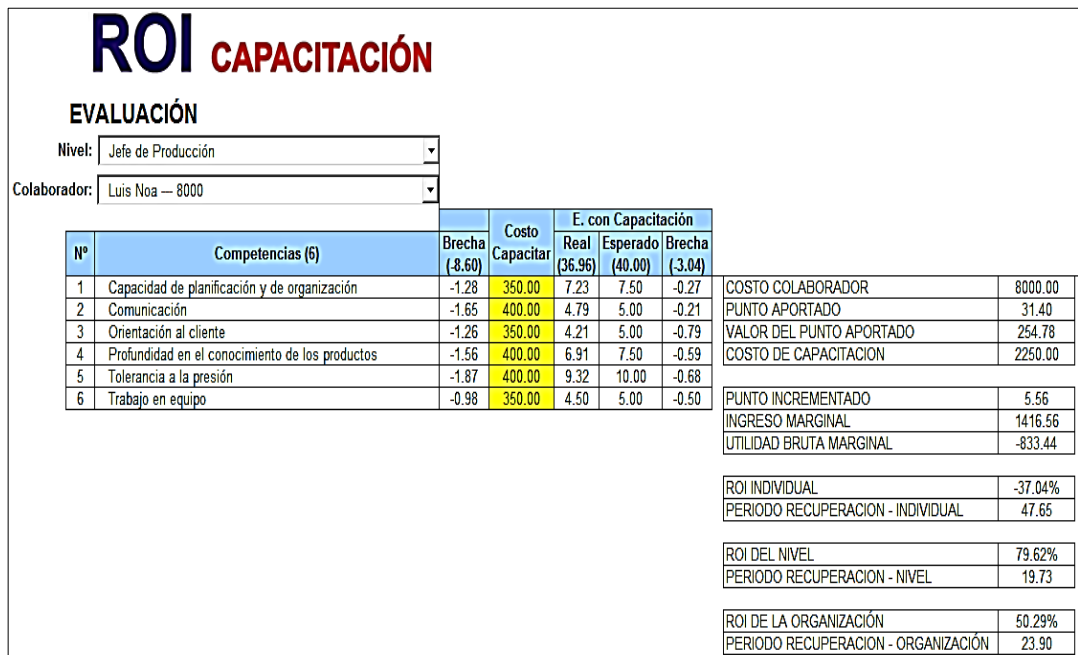 ROI CAPACITACIÓN
EVALUACIÓN
Nivel: Jefe de Producción
Colaborador: Luis Noa --- 8000
Nº Competencias (6) Brecha (-8.60) Costo Capacitar E. con Capacitación Real (36.96) Esperado (40.00) Brecha (-3.04)
1 Capacidad de planificación y de organización -1.28 350.00 7.23 7.50 -0.27
2 Comunicación -1.65 400.00 4.79 5.00 -0.21
3 Orientación al cliente -1.26 350.00 4.21 5.00 -0.79
4 Profundidad en el conocimiento de los productos -1.56 400.00 6.91 7.50 -0.59
5 Tolerancia a la presión -1.87 400.00 9.32 10.00 -0.68
6 Trabajo en equipo -0.98 350.00 4.50 5.00 -0.50
COSTO COLABORADOR 8000.00
PUNTO APORTADO 31.40
VALOR DEL PUNTO APORTADO 254.78
COSTO DE CAPACITACION 2250.00
PUNTO INCREMENTADO 5.56
INGRESO MARGINAL 1416.56
UTILIDAD BRUTA MARGINAL -833.44
ROI INDIVIDUAL -37.04%
PERIODO RECUPERACION - INDIVIDUAL 47.65
ROI DEL NIVEL 79.62%
PERIODO RECUPERACION - NIVEL 19.73
ROI DE LA ORGANIZACIÓN 50.29%
PERIODO RECUPERACION - ORGANIZACIÓN 23.90